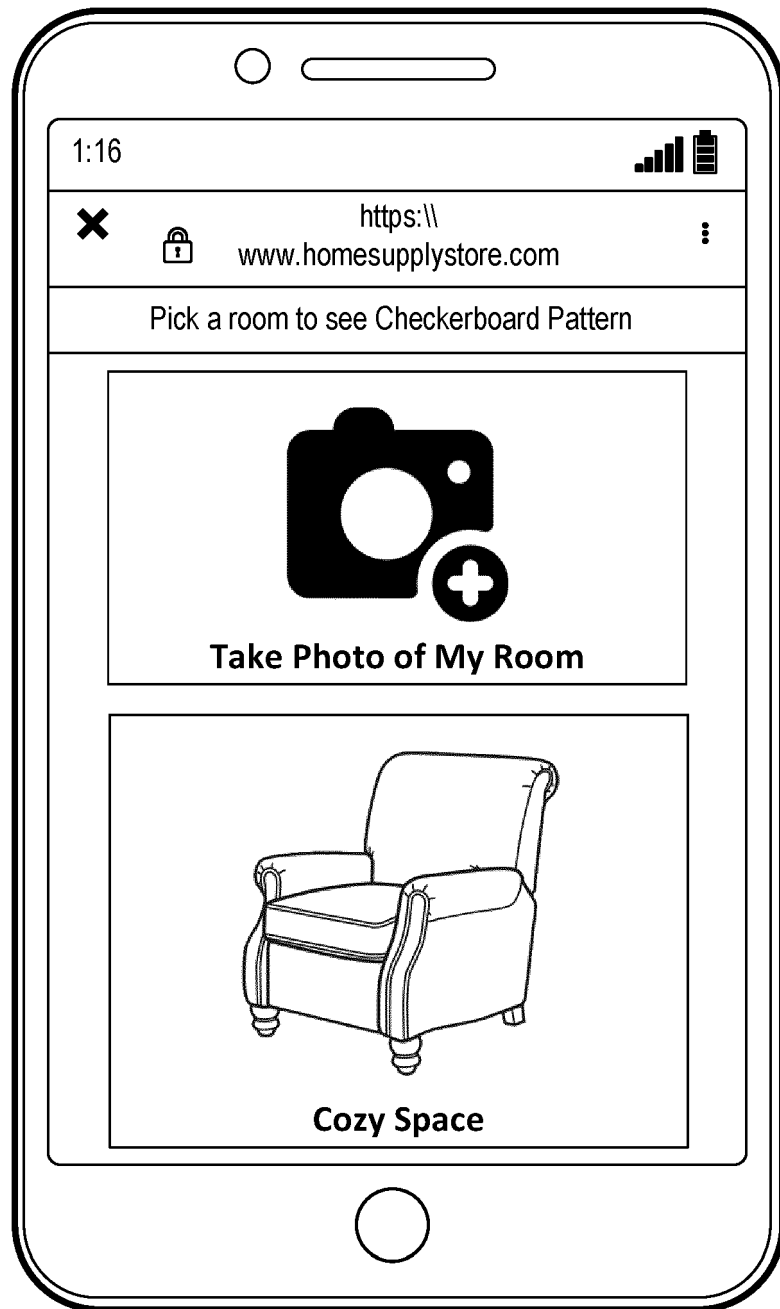 1:16
https:\\
www.homesupplystore.com
Pick a room to see Checkerboard Pattern
Take Photo of My Room
Cozy Space